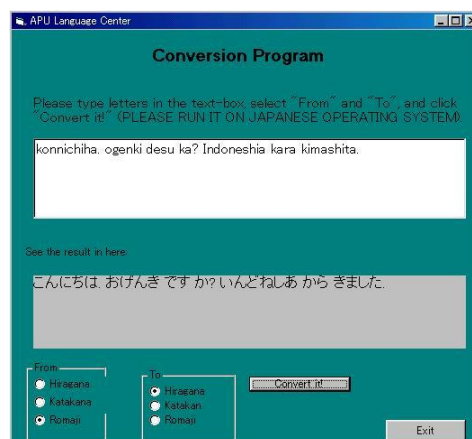 APU Language Center
Conversion Program
Please type letters in the text-box, select "From" and "To", and click
"Convert it!" (PLEASE RUN IT ON JAPANESE OPERATING SYSTEM).
konnichiha. ogenki desu ka? Indoneshia kara kimashita.
See the result in here
こんにちは. おげんき です か? いんどねしあ から きました.
From
Hiragana
Katakana
Romaji
To
Hiragana
Katakan
Romaji
Convert it!
Exit